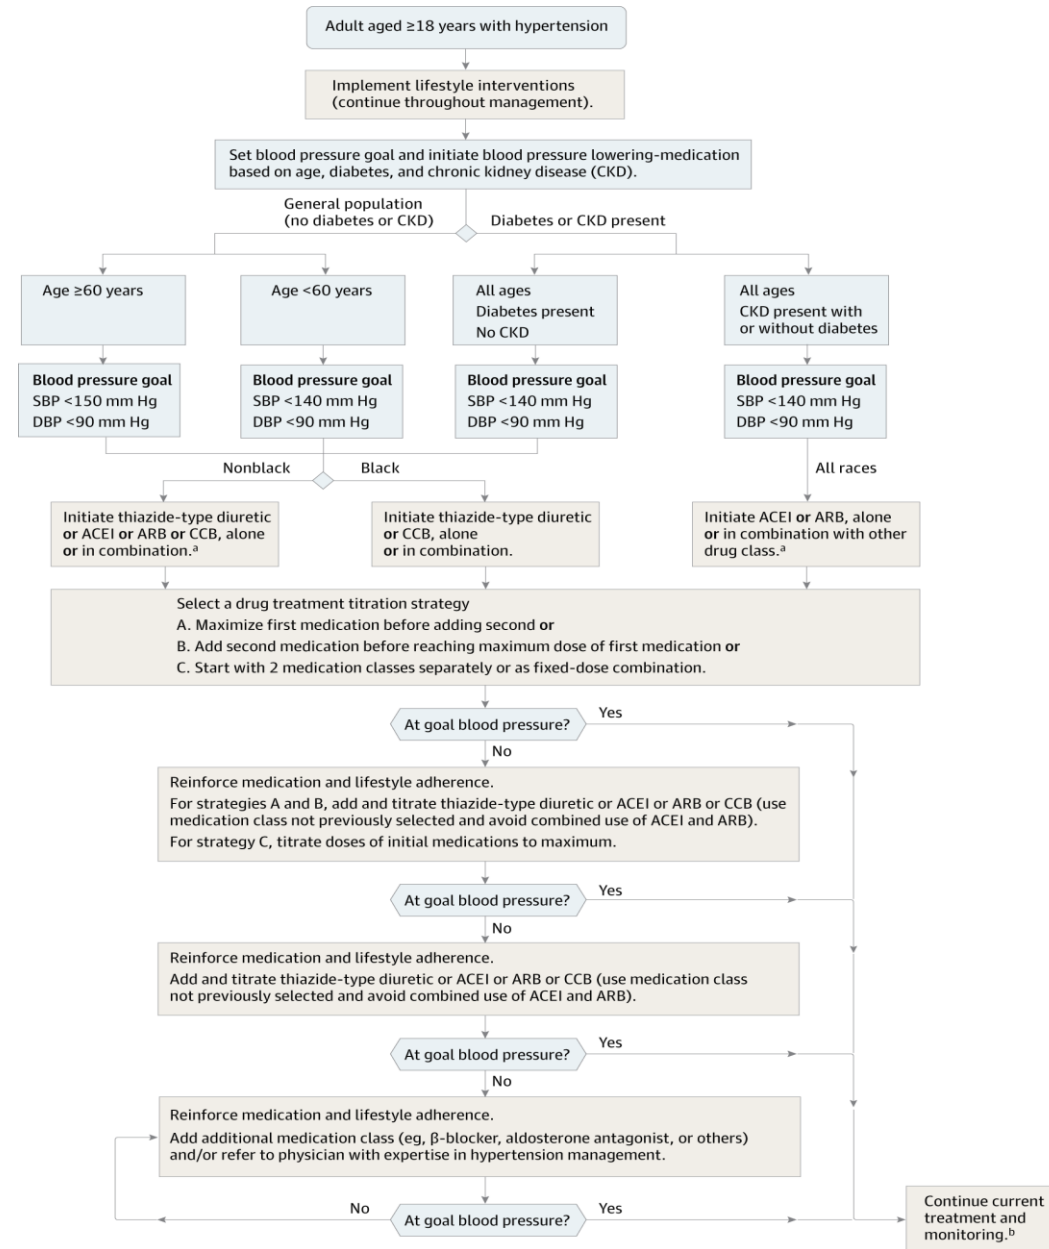 Adult aged ≥18 years with hypertension
Implement lifestyle interventions
(continue throughout management).
Set blood pressure goal and initiate blood pressure lowering-medication
based on age, diabetes, and chronic kidney disease (CKD).
General population
(no diabetes or CKD)
Diabetes or CKD present
Age ≥60 years
Age <60 years
All ages
Diabetes present
No CKD
All ages
CKD present with
or without diabetes
Blood pressure goal
SBP <150 mm Hg
DBP <90 mm Hg
Blood pressure goal
SBP <140 mm Hg
DBP <90 mm Hg
Blood pressure goal
SBP <140 mm Hg
DBP <90 mm Hg
Blood pressure goal
SBP <140 mm Hg
DBP <90 mm Hg
Nonblack
Black
All races
Initiate thiazide-type diuretic
or ACEI or ARB or CCB, alone
or in combination.ª
Initiate thiazide-type diuretic
or CCB, alone
or in combination.
Initiate ACEI or ARB, alone
or in combination with other
drug class.ª
Select a drug treatment titration strategy
A. Maximize first medication before adding second or
B. Add second medication before reaching maximum dose of first medication or
C. Start with 2 medication classes separately or as fixed-dose combination.
At goal blood pressure?
Yes
No
Reinforce medication and lifestyle adherence.
For strategies A and B, add and titrate thiazide-type diuretic or ACEI or ARB or CCB (use
medication class not previously selected and avoid combined use of ACEI and ARB).
For strategy C, titrate doses of initial medications to maximum.
At goal blood pressure?
Yes
No
Reinforce medication and lifestyle adherence.
Add and titrate thiazide-type diuretic or ACEI or ARB or CCB (use medication class
not previously selected and avoid combined use of ACEI and ARB).
At goal blood pressure?
Yes
No
Reinforce medication and lifestyle adherence.
Add additional medication class (eg, β-blocker, aldosterone antagonist, or others)
and/or refer to physician with expertise in hypertension management.
No
At goal blood pressure?
Yes
Continue current
treatment and
monitoring.ᵇ